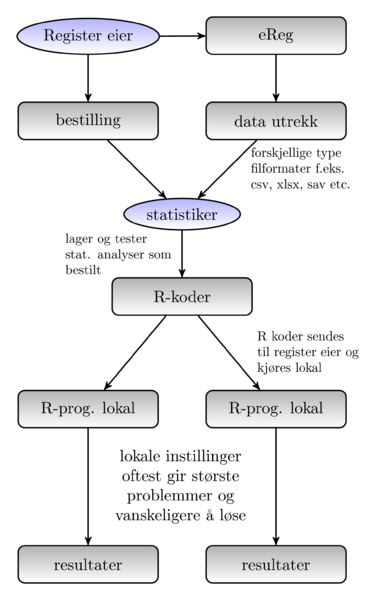 Register eier
eReg
bestilling
data utrekk
forskjellige type
filformater f.eks.
csv, xlsx, sav etc.
statistiker
lager og tester
stat. analyser som
bestilt
R-koder
R koder sendes
til register eier og
kjøres lokal
R-prog. lokal
R-prog. lokal
lokale instillinger
oftest gir største
problemmer og
vanskeligere å løse
resultater
resultater